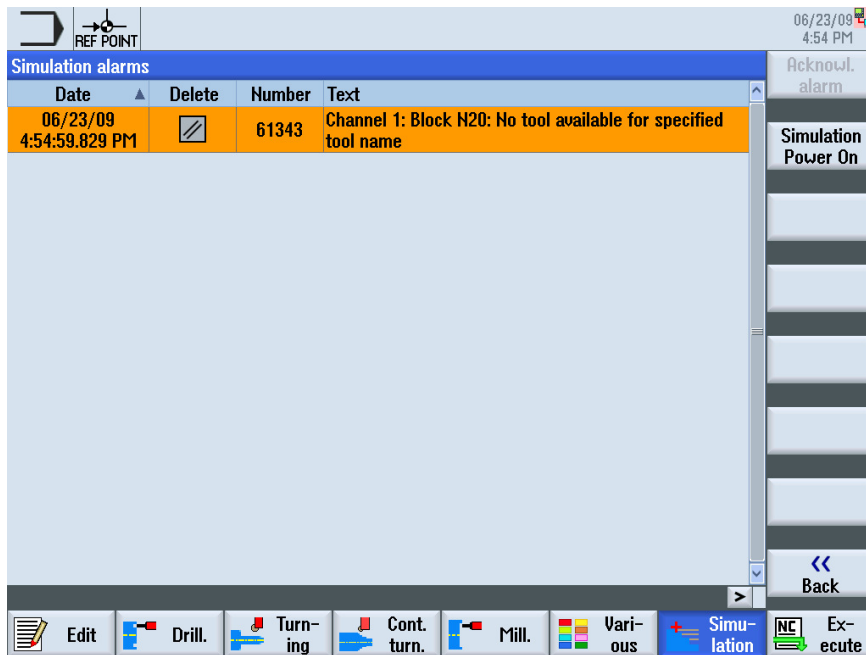 REF POINT
06/23/09
4:54 PM
Simulation alarms
Acknowl.
alarm
Date Delete Number Text
06/23/09
4:54:59.829 PM
61343
Channel 1: Block N20: No tool available for specified
tool name
Simulation
Power On
<<
Back
>
Edit
Drill.
Turn-
ing
Cont.
turn.
Mill.
Vari-
ous
Simu-
lation
NC
Ex-
ecute